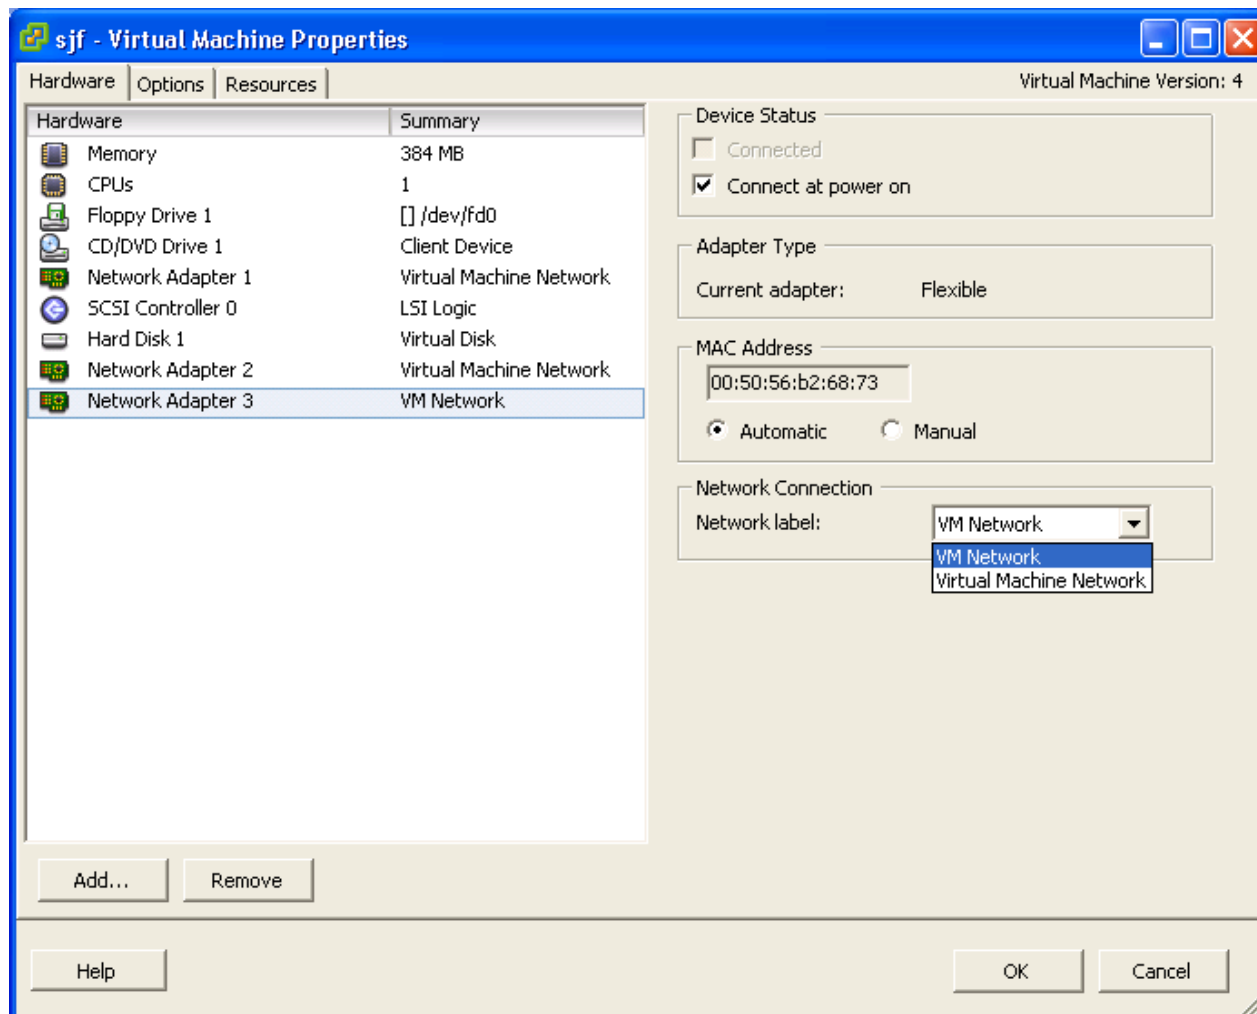 sjf - Virtual Machine Properties
Hardware Options Resources Virtual Machine Version: 4
Hardware Summary
Memory 384 MB
CPUs 1
Floppy Drive 1 [] /dev/fd0
CD/DVD Drive 1 Client Device
Network Adapter 1 Virtual Machine Network
SCSI Controller 0 LSI Logic
Hard Disk 1 Virtual Disk
Network Adapter 2 Virtual Machine Network
Network Adapter 3 VM Network
Device Status
Connected
Connect at power on
Adapter Type
Current adapter: Flexible
MAC Address
00:50:56:b2:68:73
Automatic Manual
Network Connection
Network label: VM Network
VM Network
Virtual Machine Network
Add... Remove
Help OK Cancel